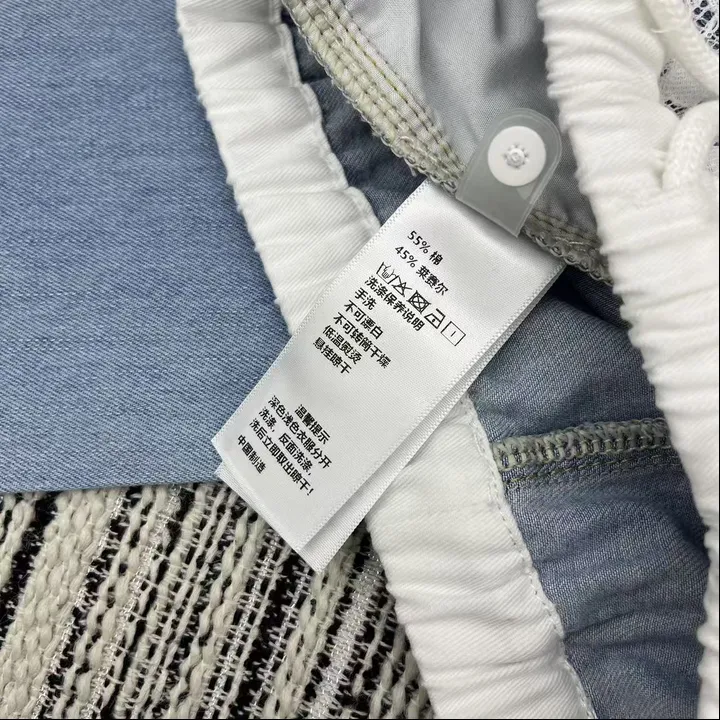 55% 棉
45% 莱赛尔
洗涤保养说明
手洗
不可漂白
不可转筒干燥
低温熨烫
悬挂晾干
温馨提示
深色浅色衣服分开
洗涤，反面洗涤，
洗后立即取出晾干！
中国制造